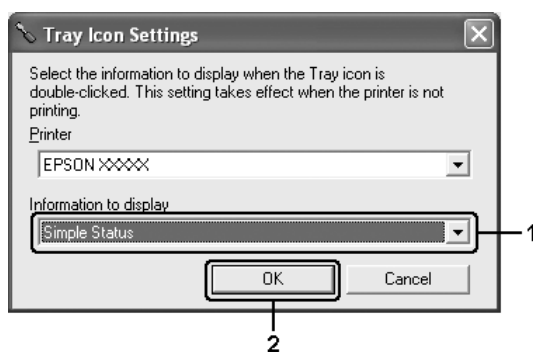 Tray Icon Settings
Select the information to display when the Tray icon is
double-clicked. This setting takes effect when the printer is not
printing.
Printer
EPSON XXXXX
Information to display
Simple Status
1
OK
Cancel
2